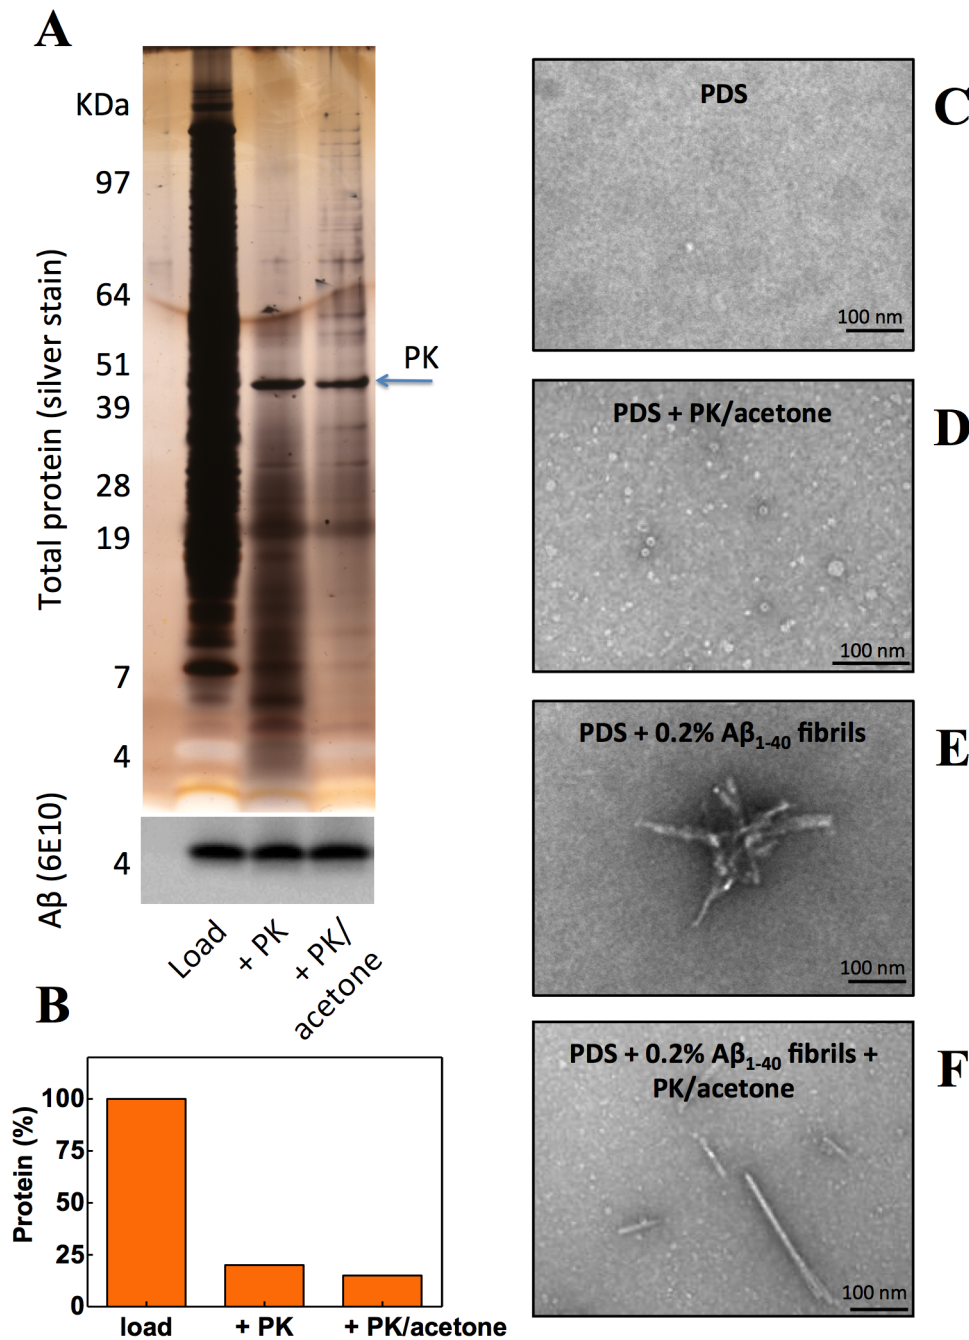 A
KDa
97
64
51
39
28
19
7
4
Total protein (silver stain)
PK
Aβ (6E10)
4
Load
+ PK
+ PK/
acetone
B
Protein (%)
100
75
50
25
0
load
+ PK
+ PK/acetone
PDS
100 nm
C
PDS + PK/acetone
100 nm
D
PDS + 0.2% Aβ1-40 fibrils
100 nm
E
PDS + 0.2% Aβ1-40 fibrils +
PK/acetone
100 nm
F